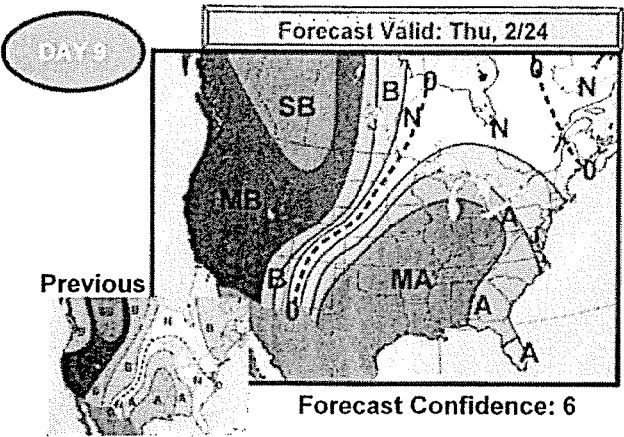 Forecast Valid: Thu, 2/24
DAY 9
SB
B
0
N
N
0
N
0
MB
A
B
MA
A
0
A
Previous
N
B
B
B
N
A
A
A
Forecast Confidence: 6